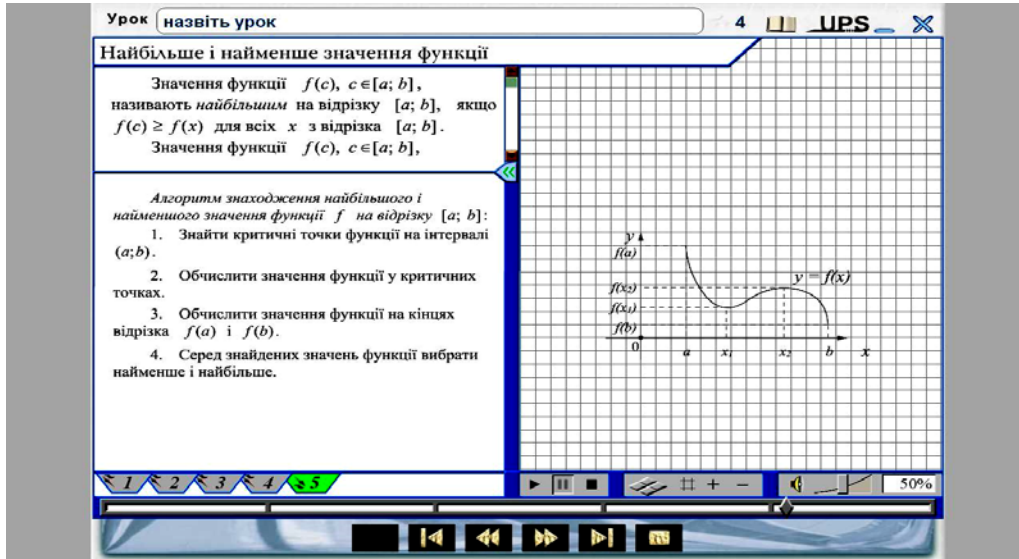 Урок назвіть урок 4 UPS
Найбільше і найменше значення функції
Значення функції f(c), c∈[a; b],
називають найбільшим на відрізку [a; b], якщо
f(c) ≥ f(x) для всіх x з відрізка [a; b].
Значення функції f(c), c∈[a; b],
Алгоритм знаходження найбільшого і
найменшого значення функції f на відрізку [a; b]:
1. Знайти критичні точки функції на інтервалі
(a;b).
2. Обчислити значення функції у критичних
точках.
3. Обчислити значення функції на кінцях
відрізка f(a) і f(b).
4. Серед знайдених значень функції вибрати
найменше і найбільше.
y
f(a)
y = f(x)
f(x₂)
f(x₁)
f(b)
0 a x₁ x₂ b x
1 2 3 4 5
50%